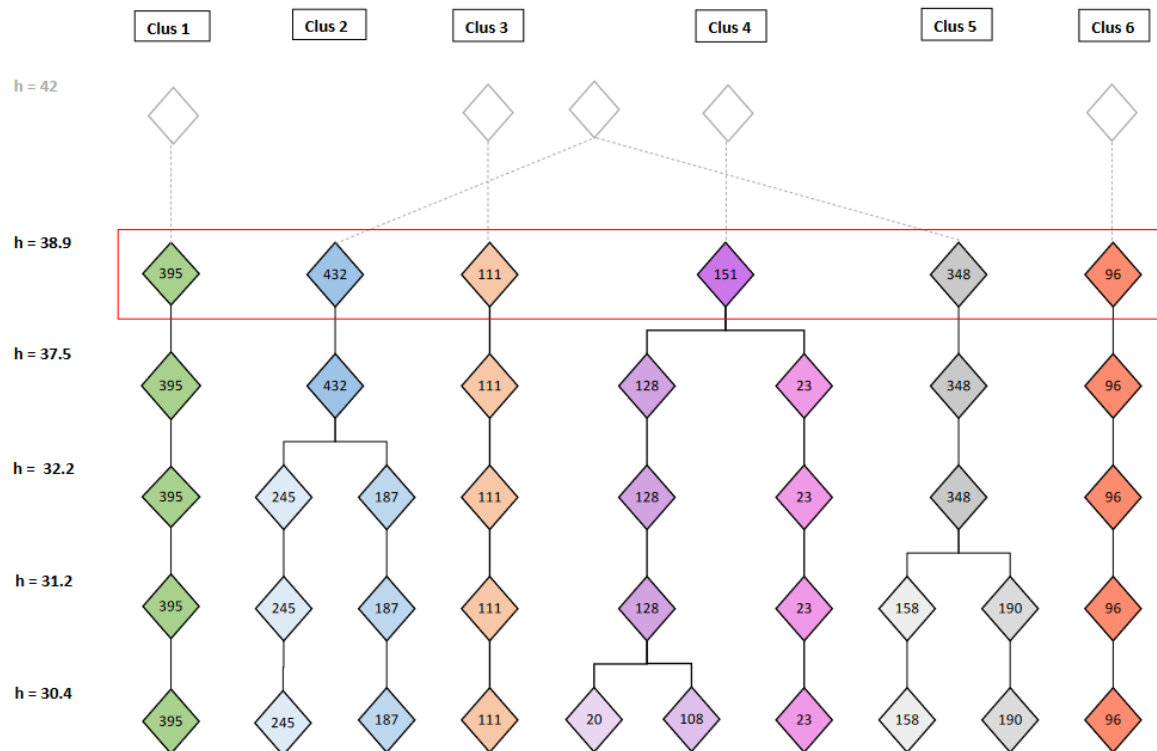 Clus 1 Clus 2 Clus 3 Clus 4 Clus 5 Clus 6
h = 42
h = 38.9
395 432 111 151 348 96
h = 37.5
395 432 111 128 23 348 96
h =  32.2
395 245 187 111 128 23 348 96
h = 31.2
395 245 187 111 128 23 158 190 96
h = 30.4
395 245 187 111 20 108 23 158 190 96